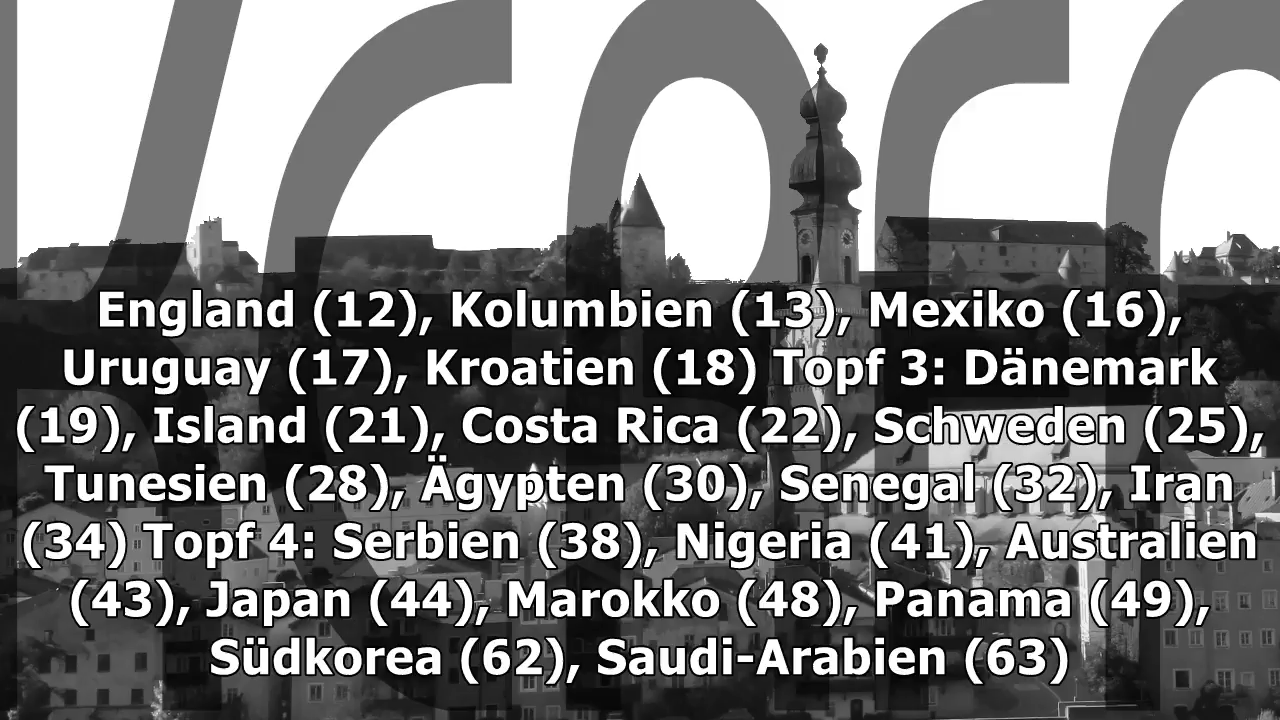 England (12), Kolumbien (13), Mexiko (16),
Uruguay (17), Kroatien (18) Topf 3: Dänemark
(19), Island (21), Costa Rica (22), Schweden (25),
Tunesien (28), Ägypten (30), Senegal (32), Iran
(34) Topf 4: Serbien (38), Nigeria (41), Australien
(43), Japan (44), Marokko (48), Panama (49),
Südkorea (62), Saudi-Arabien (63)